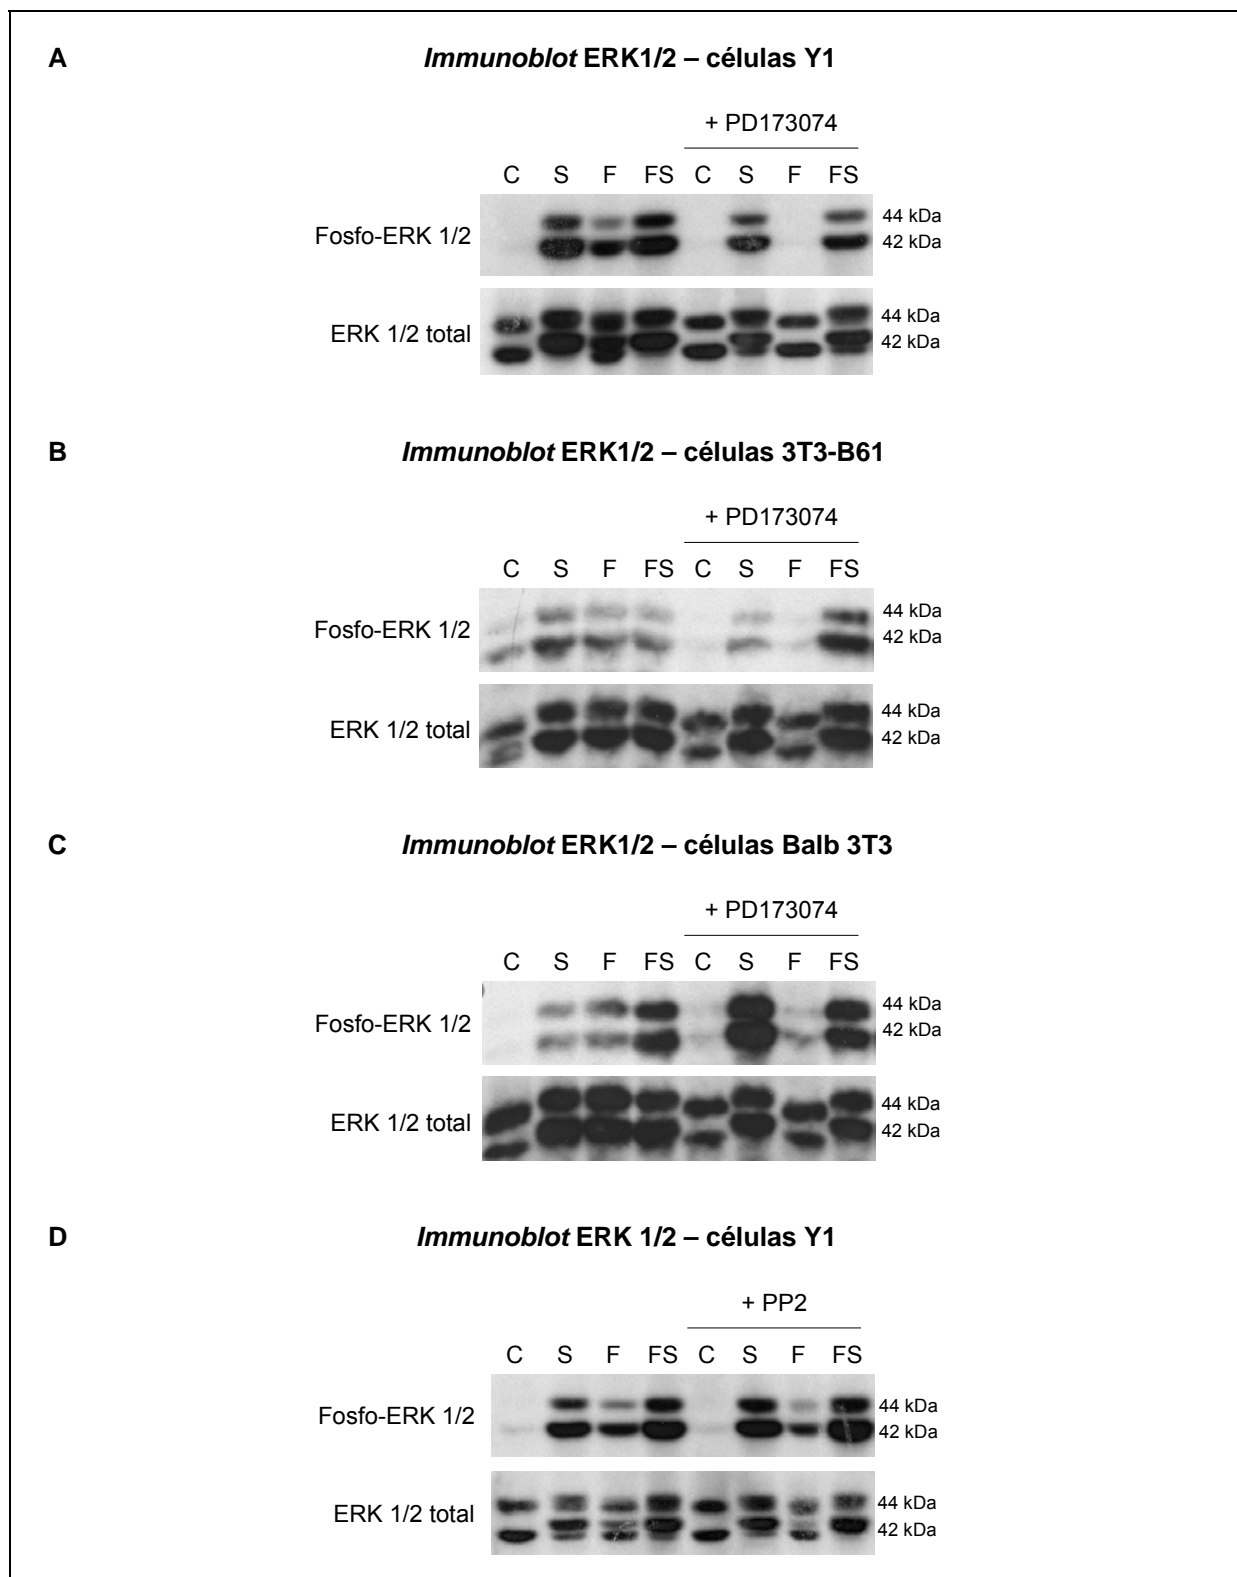 A
Immunoblot ERK1/2 – células Y1
+ PD173074
C S F FS C S F FS
Fosfo-ERK 1/2
44 kDa
42 kDa
ERK 1/2 total
44 kDa
42 kDa
B
Immunoblot ERK1/2 – células 3T3-B61
+ PD173074
C S F FS C S F FS
Fosfo-ERK 1/2
44 kDa
42 kDa
ERK 1/2 total
44 kDa
42 kDa
C
Immunoblot ERK1/2 – células Balb 3T3
+ PD173074
C S F FS C S F FS
Fosfo-ERK 1/2
44 kDa
42 kDa
ERK 1/2 total
44 kDa
42 kDa
D
Immunoblot ERK 1/2 – células Y1
+ PP2
C S F FS C S F FS
Fosfo-ERK 1/2
44 kDa
42 kDa
ERK 1/2 total
44 kDa
42 kDa